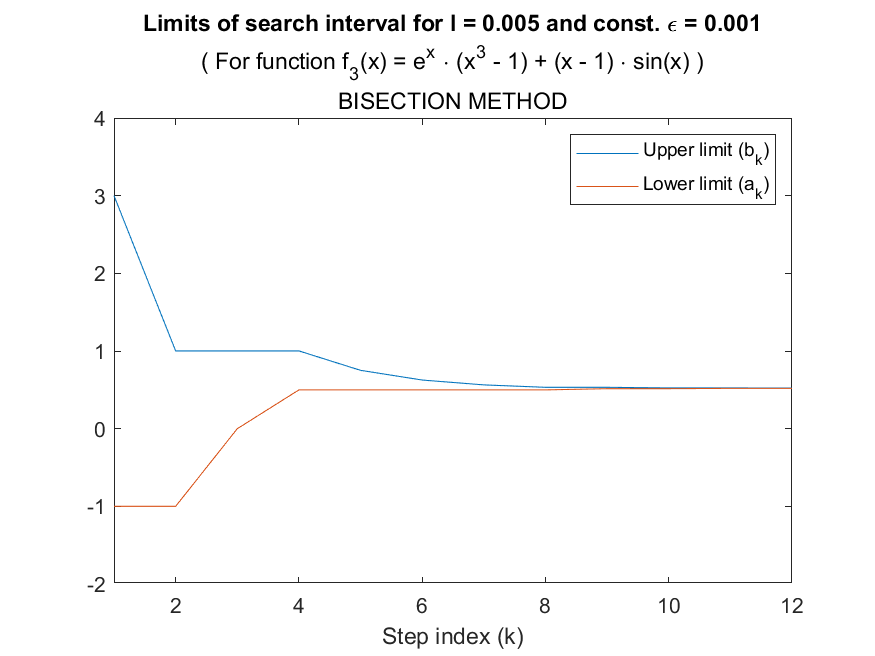 Limits of search interval for l = 0.005 and const. ϵ = 0.001
( For function f₃(x) = eˣ · (x³ - 1) + (x - 1) · sin(x) )
BISECTION METHOD
4
Upper limit (bₖ)
Lower limit (aₖ)
3
2
1
0
-1
-2
2 4 6 8 10 12
Step index (k)